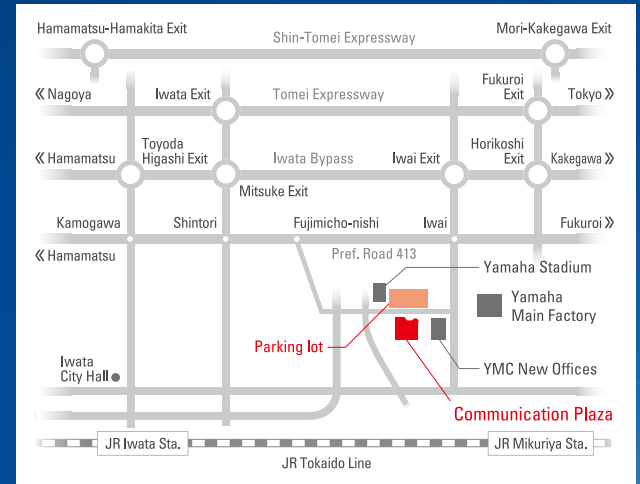 Hamamatsu-Hamakita Exit
Shin-Tomei Expressway
Mori-Kakegawa Exit
« Nagoya
Iwata Exit
Tomei Expressway
Fukuroi
Exit
Tokyo »
« Hamamatsu
Toyoda
Higashi Exit
Iwata Bypass
Iwai Exit
Horikoshi
Exit
Kakegawa »
Mitsuke Exit
Kamogawa
Shintori
Fujimicho-nishi
Iwai
Fukuroi »
« Hamamatsu
Pref. Road 413
Yamaha Stadium
Yamaha
Main Factory
Parking lot
YMC New Offices
Iwata
City Hall
Communication Plaza
JR Iwata Sta.
JR Mikuriya Sta.
JR Tokaido Line